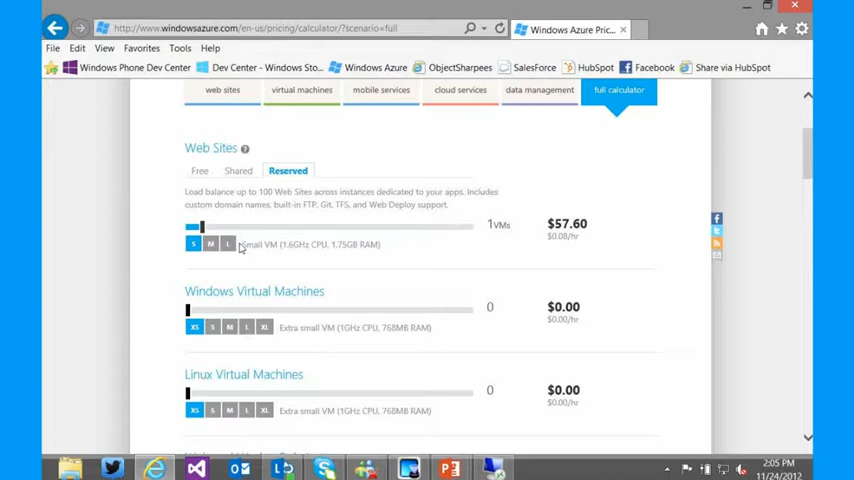 http://www.windowsazure.com/en-us/pricing/calculator/?scenario=full
Windows Azure Pric...
File Edit View Favorites Tools Help
Windows Phone Dev Center Dev Center - Windows Sto... Windows Azure ObjectSharpees SalesForce HubSpot Facebook Share via HubSpot
web sites virtual machines mobile services cloud services data management full calculator
Web Sites ?
Free Shared Reserved
Load balance up to 100 Web Sites across instances dedicated to your apps. Includes
custom domain names, built-in FTP, Git, TFS, and Web Deploy support.
1 VMs $57.60
$0.08/hr
S M L Small VM (1.6GHz CPU, 1.75GB RAM)
Windows Virtual Machines
0 $0.00
$0.00/hr
XS S M L XL Extra small VM (1GHz CPU, 768MB RAM)
Linux Virtual Machines
0 $0.00
$0.00/hr
XS S M L XL Extra small VM (1GHz CPU, 768MB RAM)
2:05 PM
11/24/2012